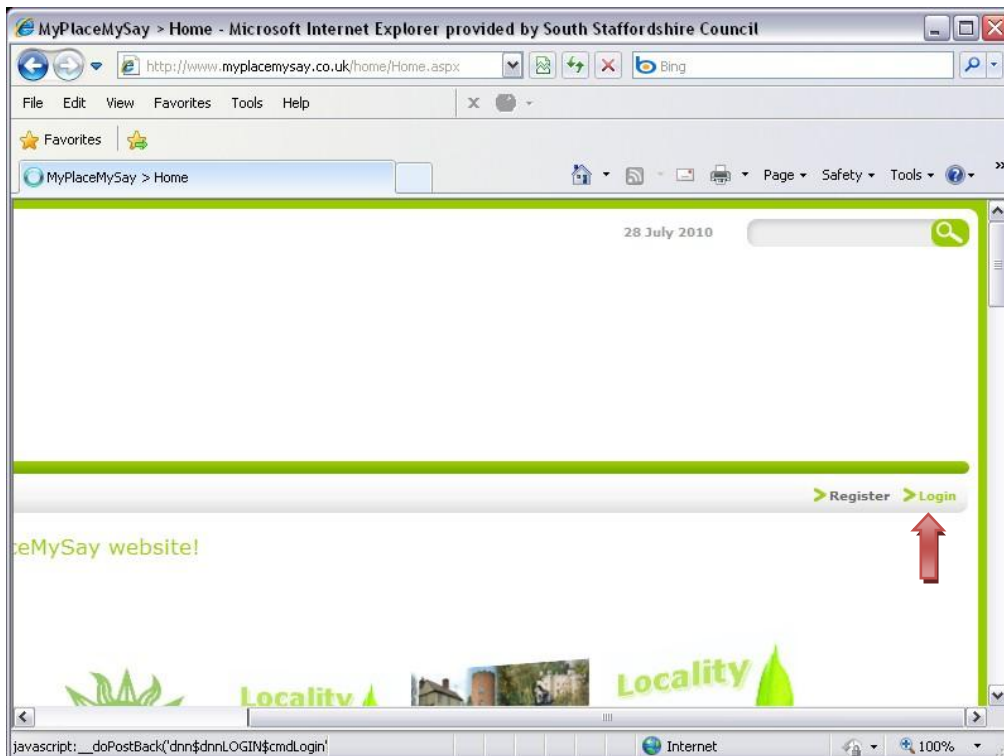 MyPlaceMySay > Home - Microsoft Internet Explorer provided by South Staffordshire Council
http://www.myplacemysay.co.uk/home/Home.aspx Bing
File Edit View Favorites Tools Help X
Favorites
MyPlaceMySay > Home Page Safety Tools »
28 July 2010
Register Login
ceMySay website!
Locality Locality
javascript:__doPostBack('dnn$dnnLOGIN$cmdLogin' Internet 100%